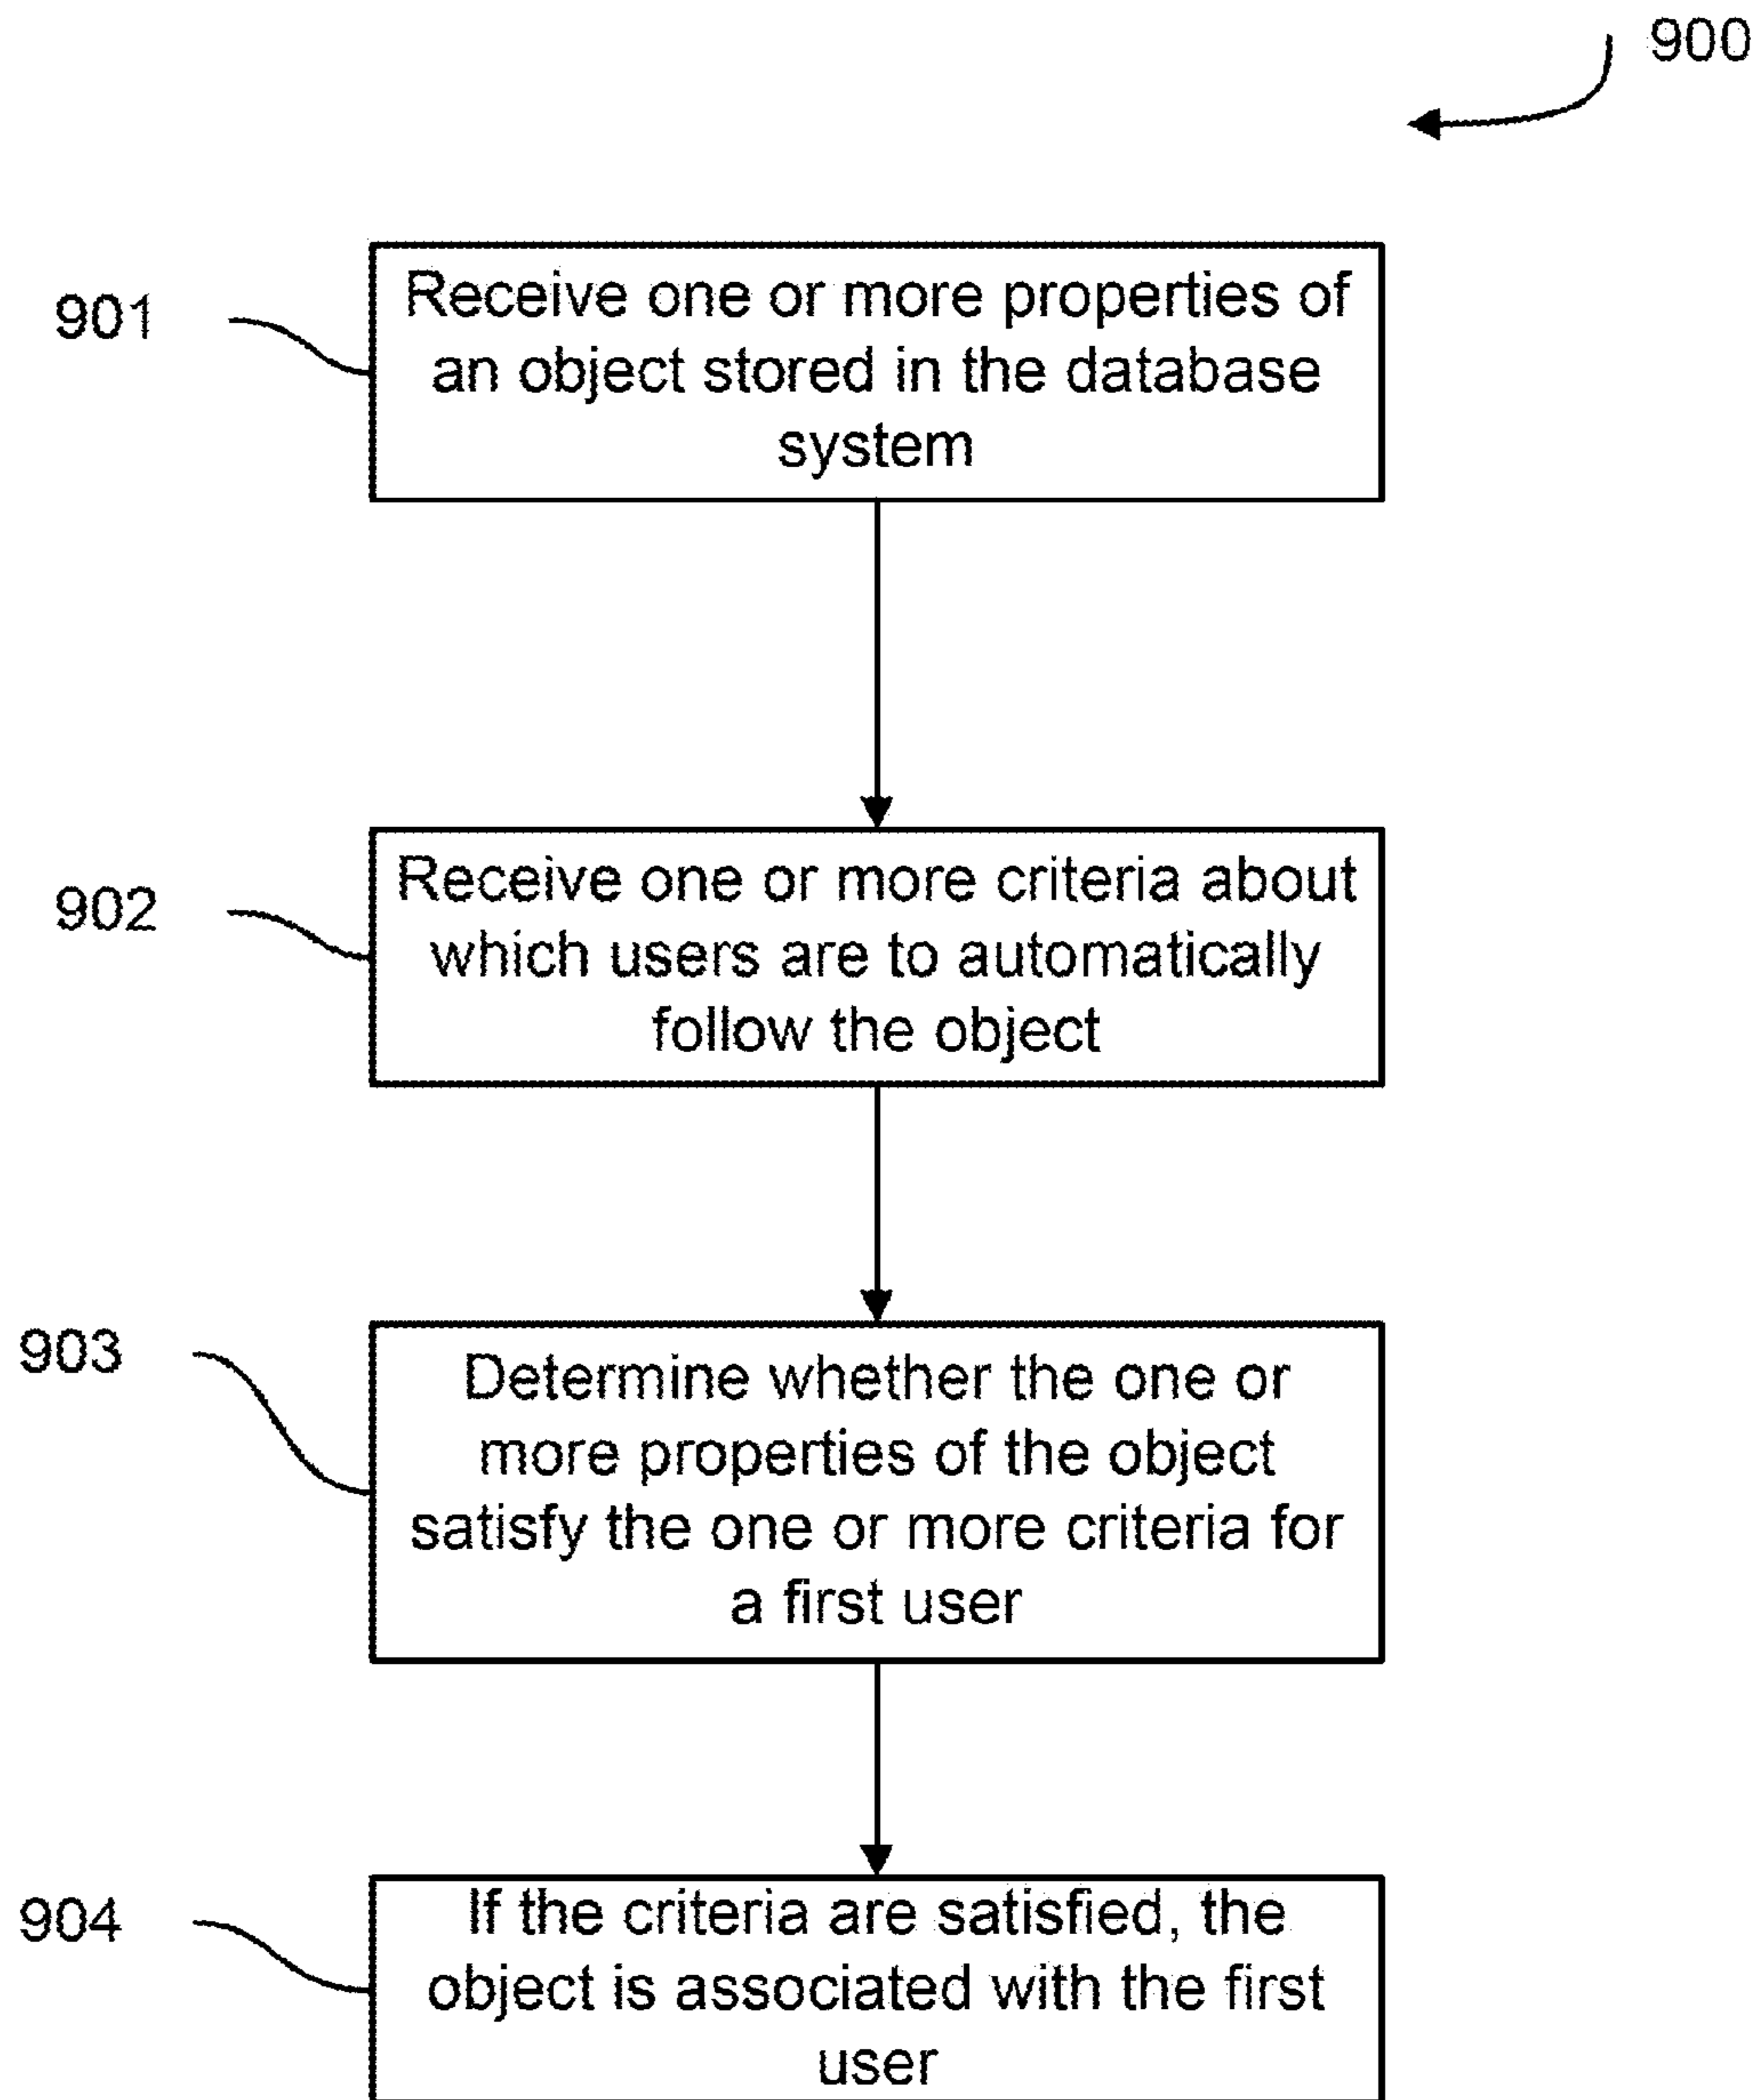 900
901
Receive one or more properties of
an object stored in the database
system
902
Receive one or more criteria about
which users are to automatically
follow the object
903
Determine whether the one or
more properties of the object
satisfy the one or more criteria for
a first user
904
If the criteria are satisfied, the
object is associated with the first
user